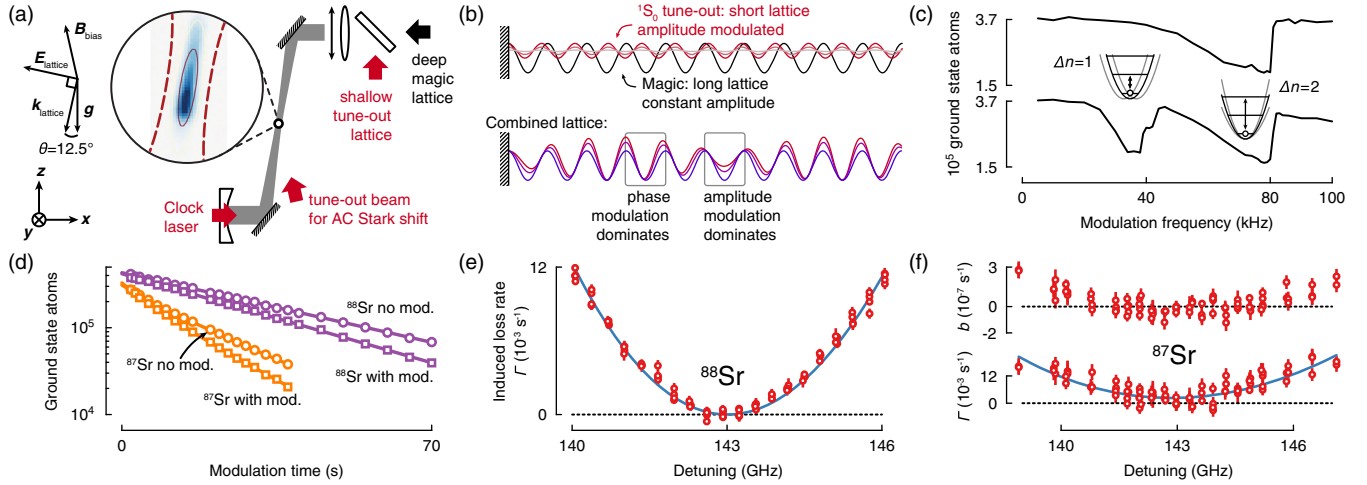 (a)
B
bias
E
lattice
k
lattice
g
θ=12.5°
z
x
y
shallow
tune-out
lattice
deep
magic
lattice
Clock
laser
tune-out beam
for AC Stark shift
(b)
¹S₀ tune-out: short lattice
amplitude modulated
Magic: long lattice
constant amplitude
Combined lattice:
phase
modulation
dominates
amplitude
modulation
dominates
(c)
10⁵ ground state atoms
3.7
1.5
3.7
1.5
Δn=1
Δn=2
0 40 80 100
Modulation frequency (kHz)
(d)
Ground state atoms
10⁵
10⁴
⁸⁸Sr no mod.
⁸⁷Sr no mod.
⁸⁸Sr with mod.
⁸⁷Sr with mod.
0 70
Modulation time (s)
(e)
Induced loss rate
Γ (10⁻³ s⁻¹)
12
0
⁸⁸Sr
140 143 146
Detuning (GHz)
(f)
b (10⁻⁷ s⁻¹)
3
0
-2
⁸⁷Sr
Γ (10⁻³ s⁻¹)
12
0
140 143 146
Detuning (GHz)